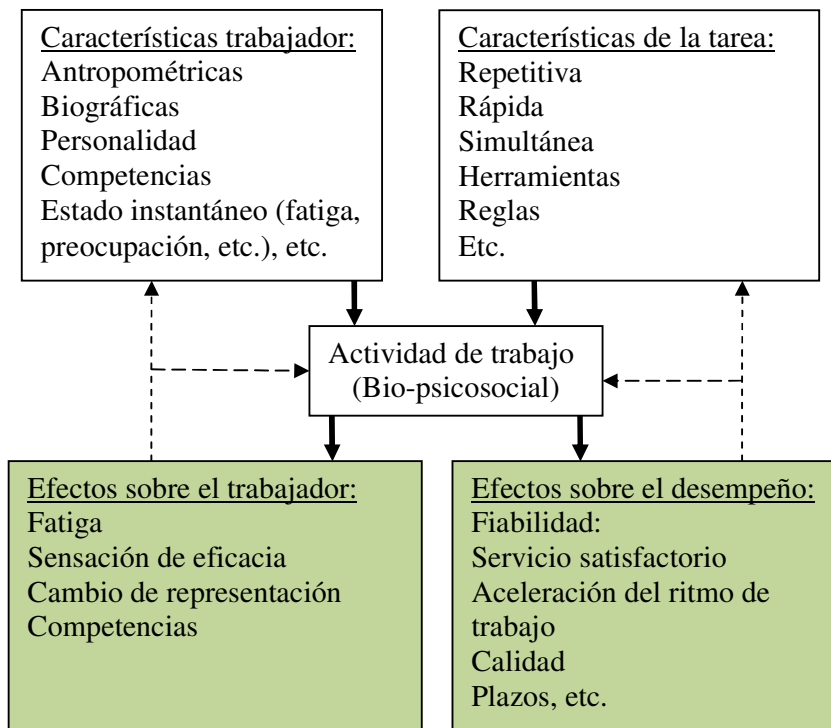 Características trabajador:
Antropométricas
Biográficas
Personalidad
Competencias
Estado instantáneo (fatiga,
preocupación, etc.), etc.
Características de la tarea:
Repetitiva
Rápida
Simultánea
Herramientas
Reglas
Etc.
Actividad de trabajo
(Bio-psicosocial)
Efectos sobre el trabajador:
Fatiga
Sensación de eficacia
Cambio de representación
Competencias
Efectos sobre el desempeño:
Fiabilidad:
Servicio satisfactorio
Aceleración del ritmo de
trabajo
Calidad
Plazos, etc.